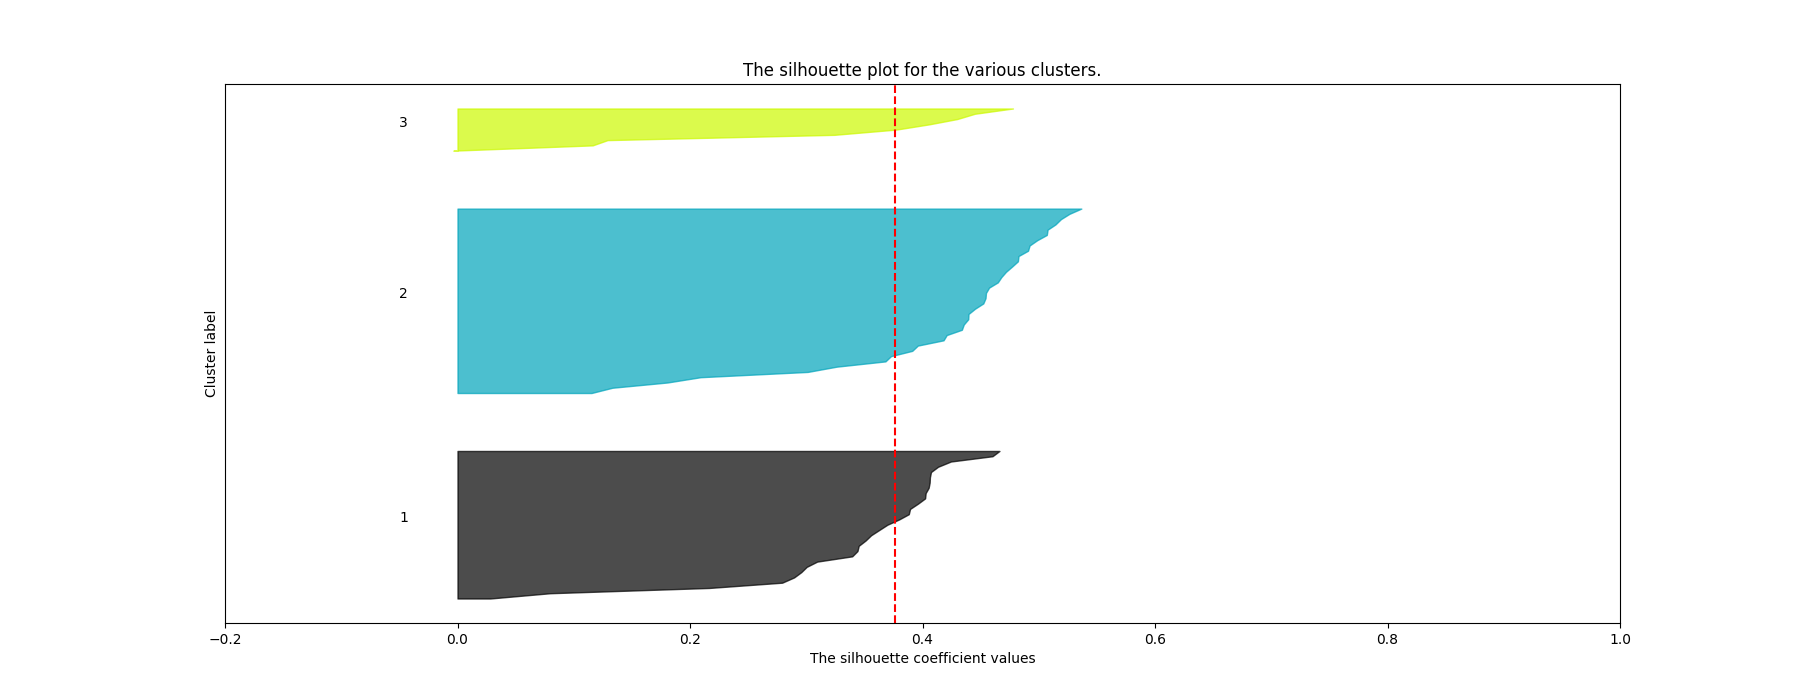 The silhouette plot for the various clusters.
3
2
Cluster label
1
−0.2 0.0 0.2 0.4 0.6 0.8 1.0
The silhouette coefficient values